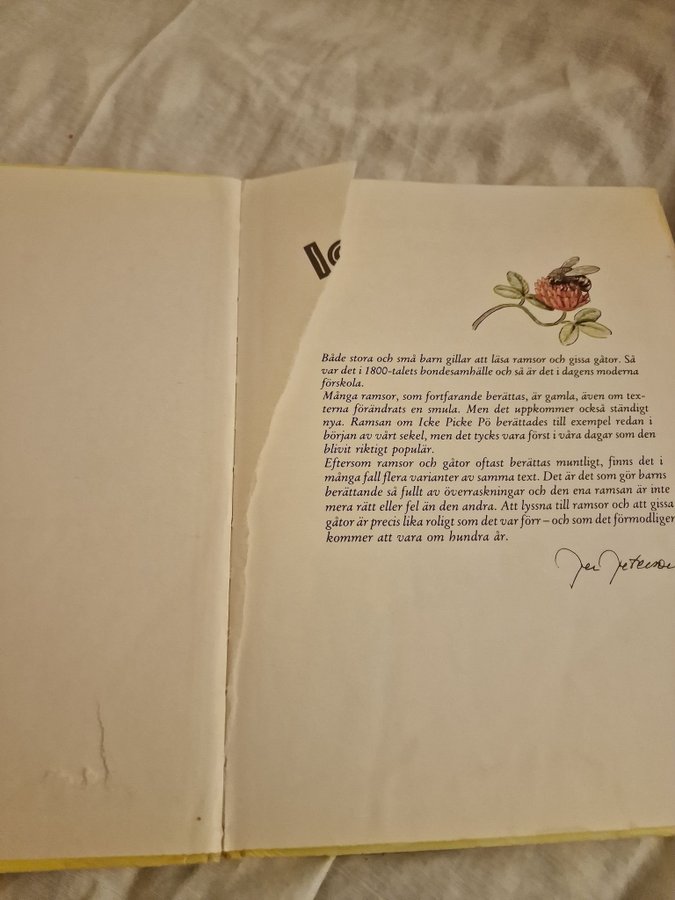 Ic
Både stora och små barn gillar att läsa ramsor och gissa gåtor. Så
var det i 1800-talets bondesamhälle och så är det i dagens moderna
förskola.
Många ramsor, som fortfarande berättas, är gamla, även om tex-
terna förändrats en smula. Men det uppkommer också ständigt
nya. Ramsan om Icke Picke Pö berättades till exempel redan i
början av vårt sekel, men det tycks vara först i våra dagar som den
blivit riktigt populär.
Eftersom ramsor och gåtor oftast berättas muntligt, finns det i
många fall flera varianter av samma text. Det är det som gör barns
berättande så fullt av överraskningar och den ena ramsan är inte
mera rätt eller fel än den andra. Att lyssna till ramsor och att gissa
gåtor är precis lika roligt som det var förr – och som det förmodliger
kommer att vara om hundra år.